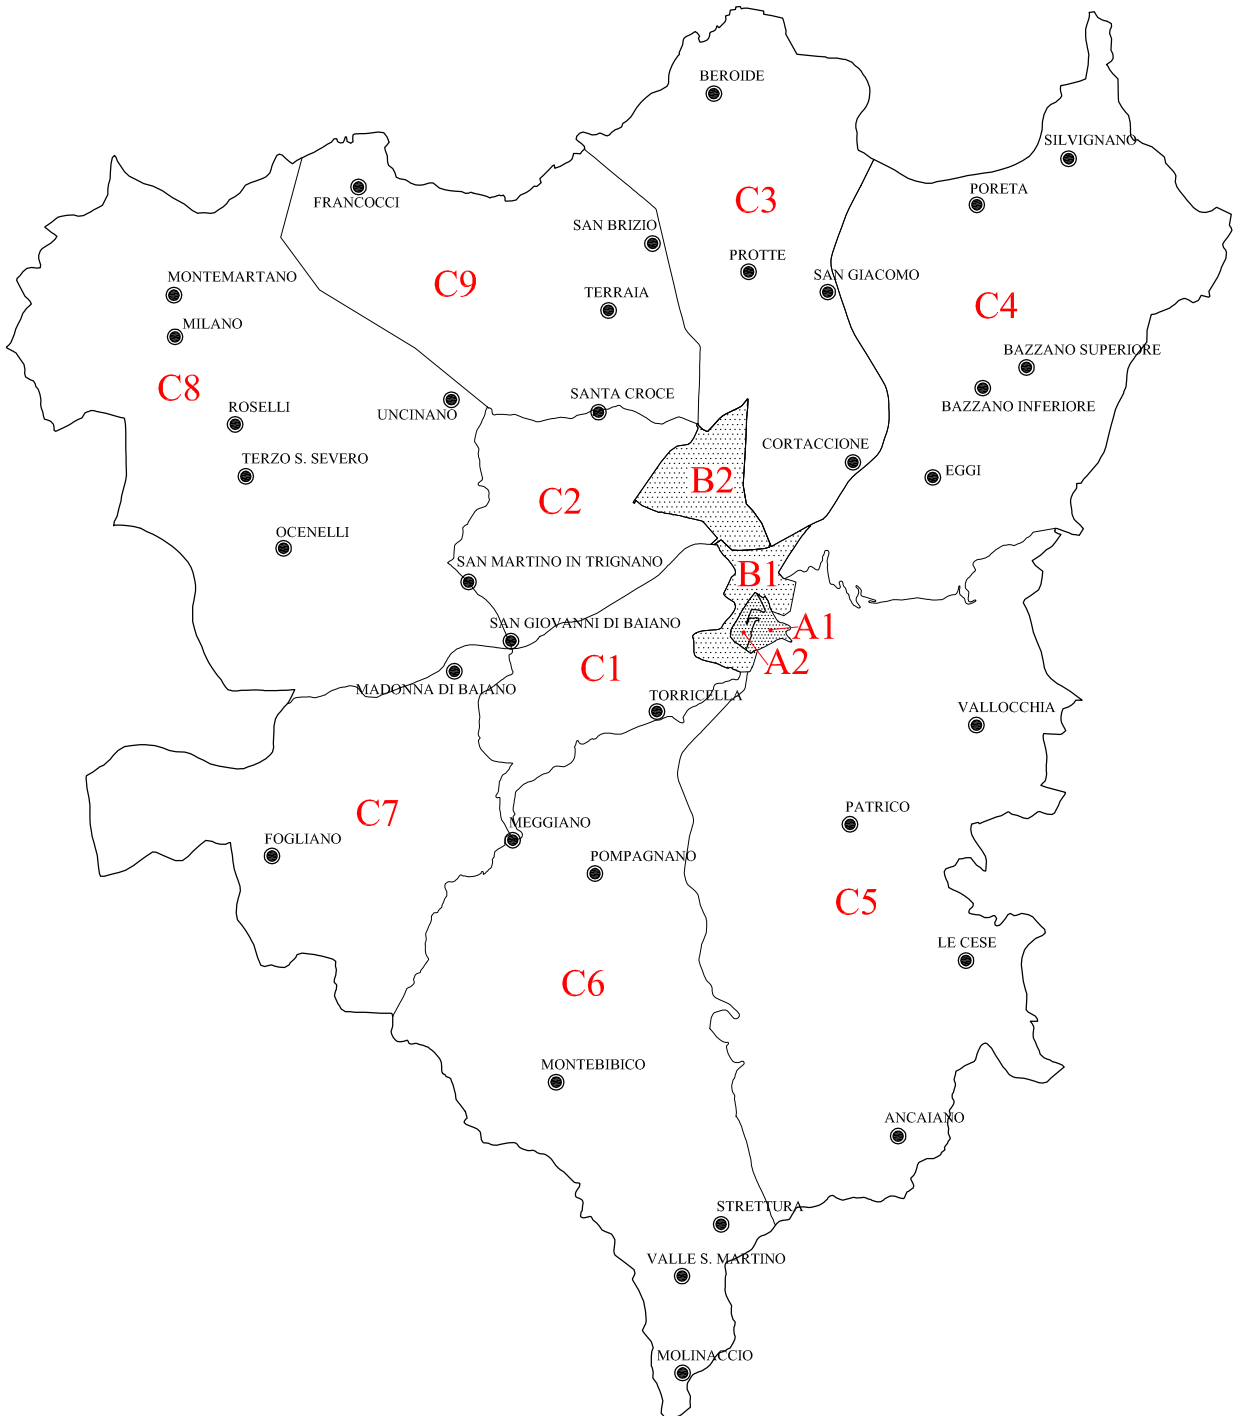 BEROIDE
SILVIGNANO
PORETA
FRANCOCCI
C3
SAN BRIZIO
PROTTE
SAN GIACOMO
MONTEMARTANO
C9
TERRAIA
C4
MILANO
BAZZANO SUPERIORE
C8
SANTA CROCE
ROSELLI
UNCINANO
BAZZANO INFERIORE
CORTACCIONE
TERZO S. SEVERO
EGGI
B2
C2
OCENELLI
SAN MARTINO IN TRIGNANO
B1
SAN GIOVANNI DI BAIANO
A1
A2
C1
MADONNA DI BAIANO
TORRICELLA
VALLOCCHIA
PATRICO
C7
MEGGIANO
FOGLIANO
POMPAGNANO
C5
LE CESE
C6
MONTEBIBICO
ANCAIANO
STRETTURA
VALLE S. MARTINO
MOLINACCIO